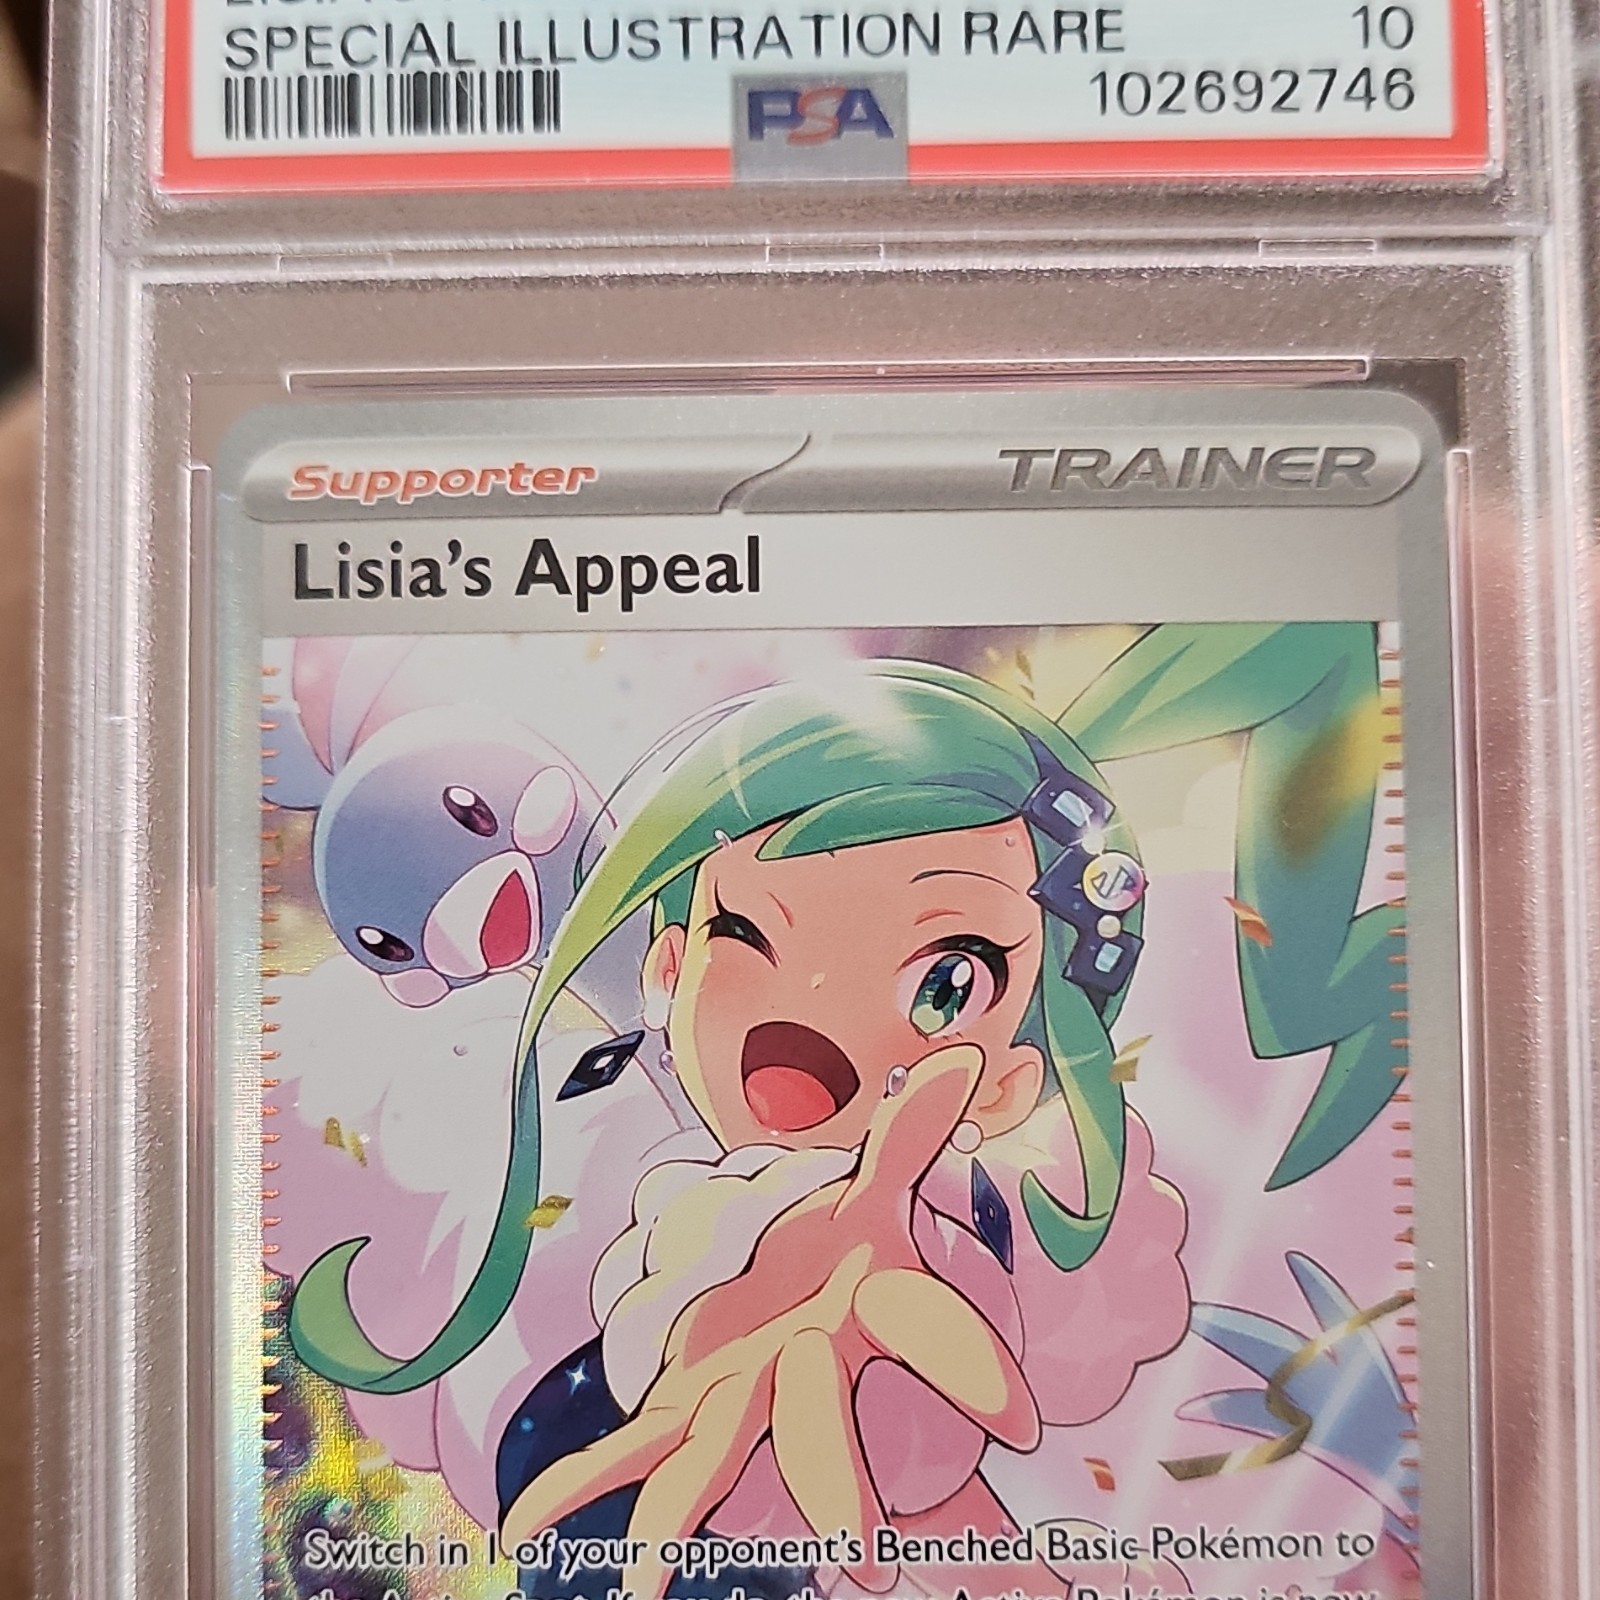 SPECIAL ILLUSTRATION RARE 10
PSA 102692746
Supporter TRAINER
Lisia's Appeal
Switch in 1 of your opponent's Benched Basic Pokémon to